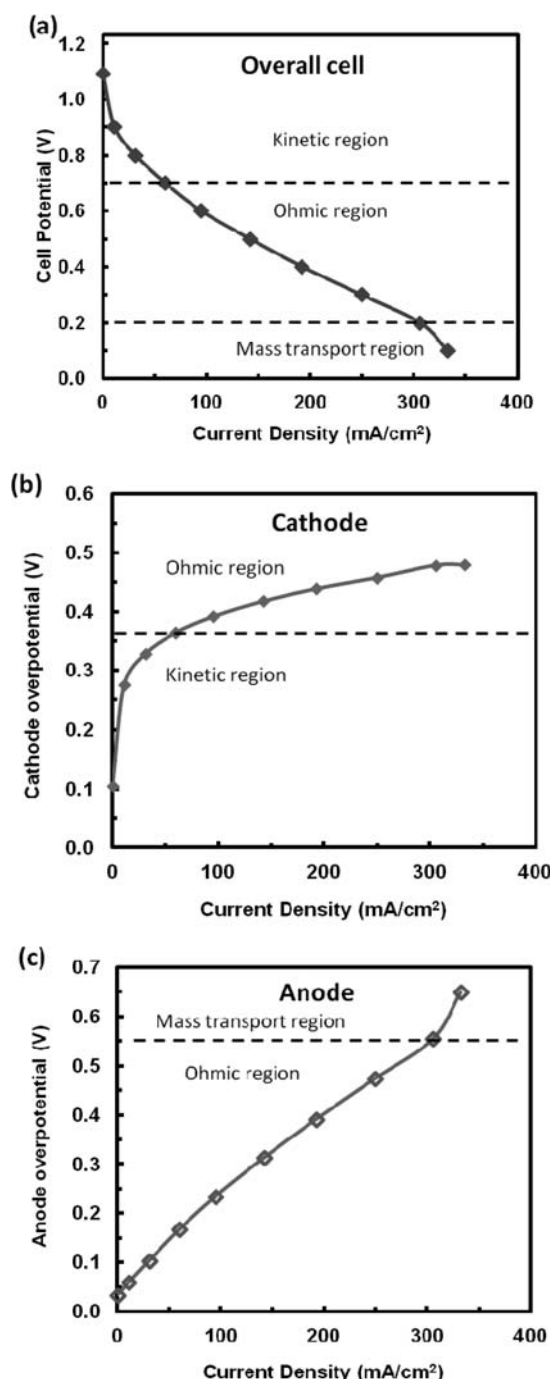 (a)
Overall cell
1.2
1.0
0.8
0.6
0.4
0.2
0.0
Cell Potential (V)
Kinetic region
Ohmic region
Mass transport region
0 100 200 300 400
Current Density (mA/cm²)
(b)
Cathode
0.6
0.5
0.4
0.3
0.2
0.1
0.0
Cathode overpotential (V)
Ohmic region
Kinetic region
0 100 200 300 400
Current Density (mA/cm²)
(c)
Anode
0.7
0.6
0.5
0.4
0.3
0.2
0.1
0.0
Anode overpotential (V)
Mass transport region
Ohmic region
0 100 200 300 400
Current Density (mA/cm²)